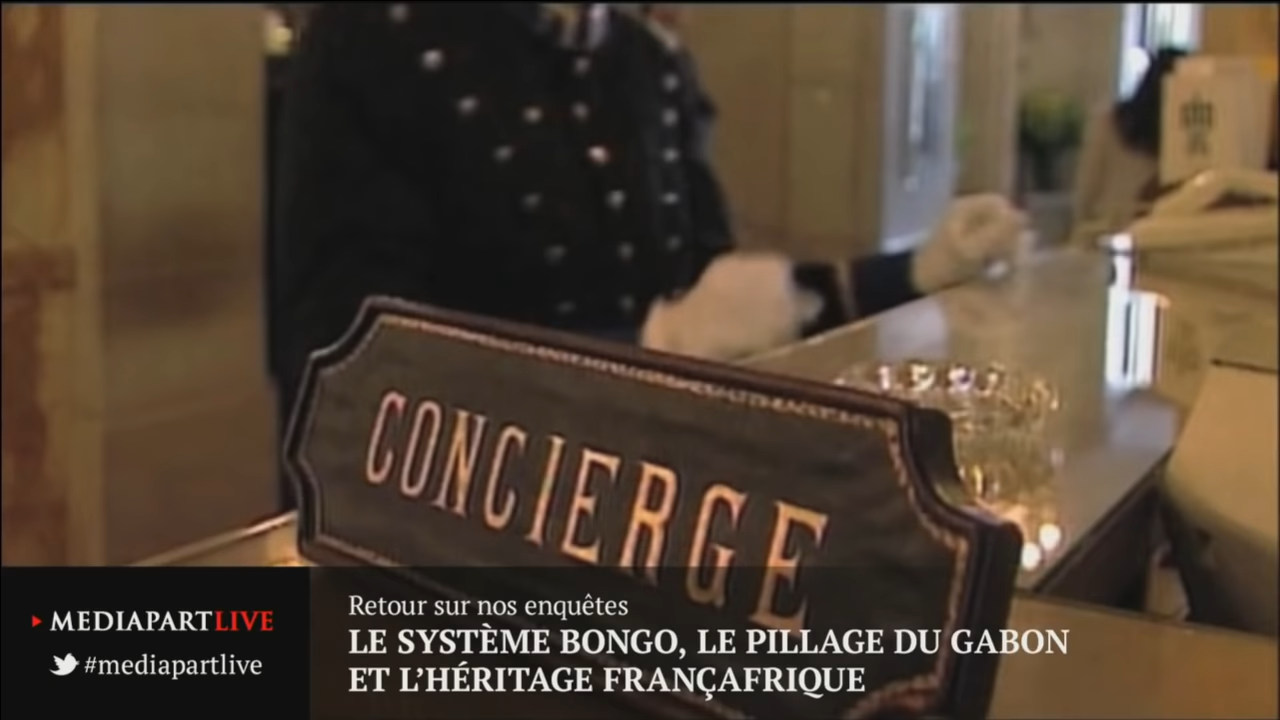 CONCIERGE
MEDIAPARTLIVE
#mediapartlive
Retour sur nos enquêtes
LE SYSTÈME BONGO, LE PILLAGE DU GABON
ET L'HÉRITAGE FRANÇAFRIQUE